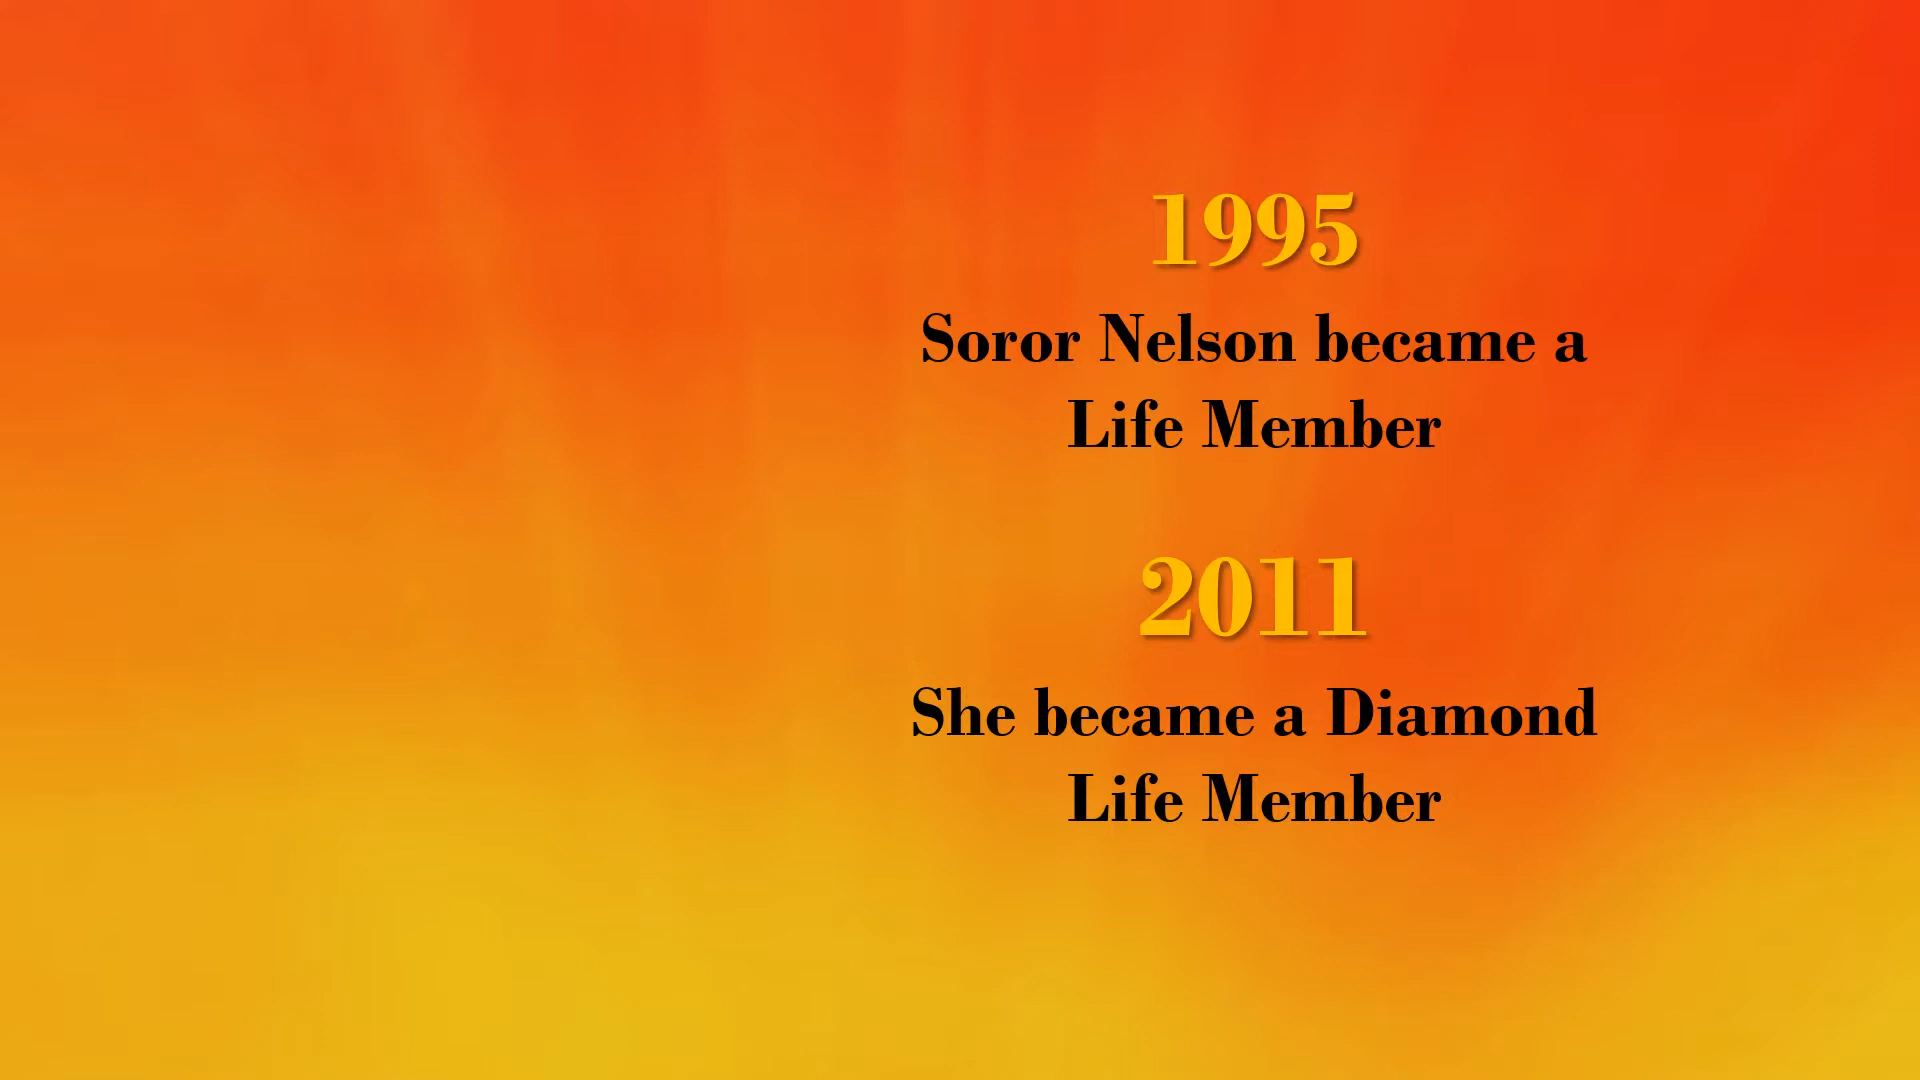 1995
Soror Nelson became a
Life Member
2011
She became a Diamond
Life Member